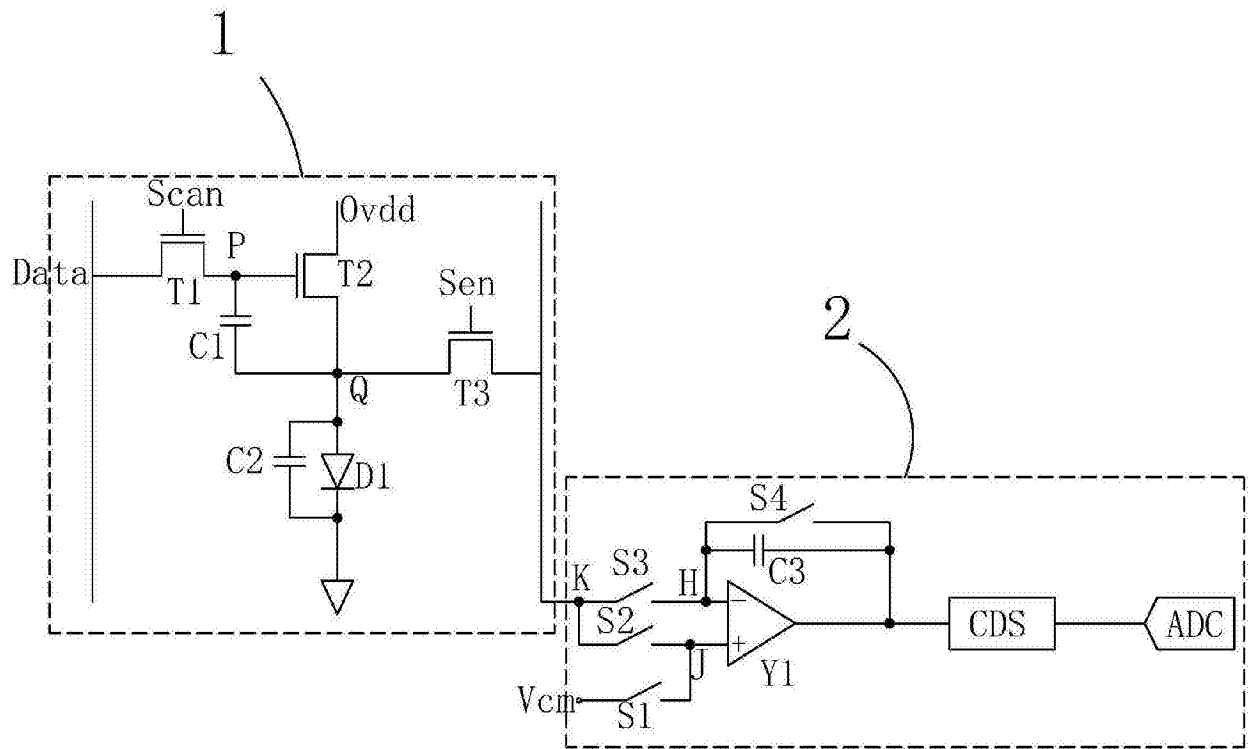 1
Scan
Ovdd
P
Data
T1
T2
Sen
C1
Q
T3
2
C2
D1
S4
K
S3
H
C3
S2
CDS
ADC
J
Y1
Vcm
S1
−
+